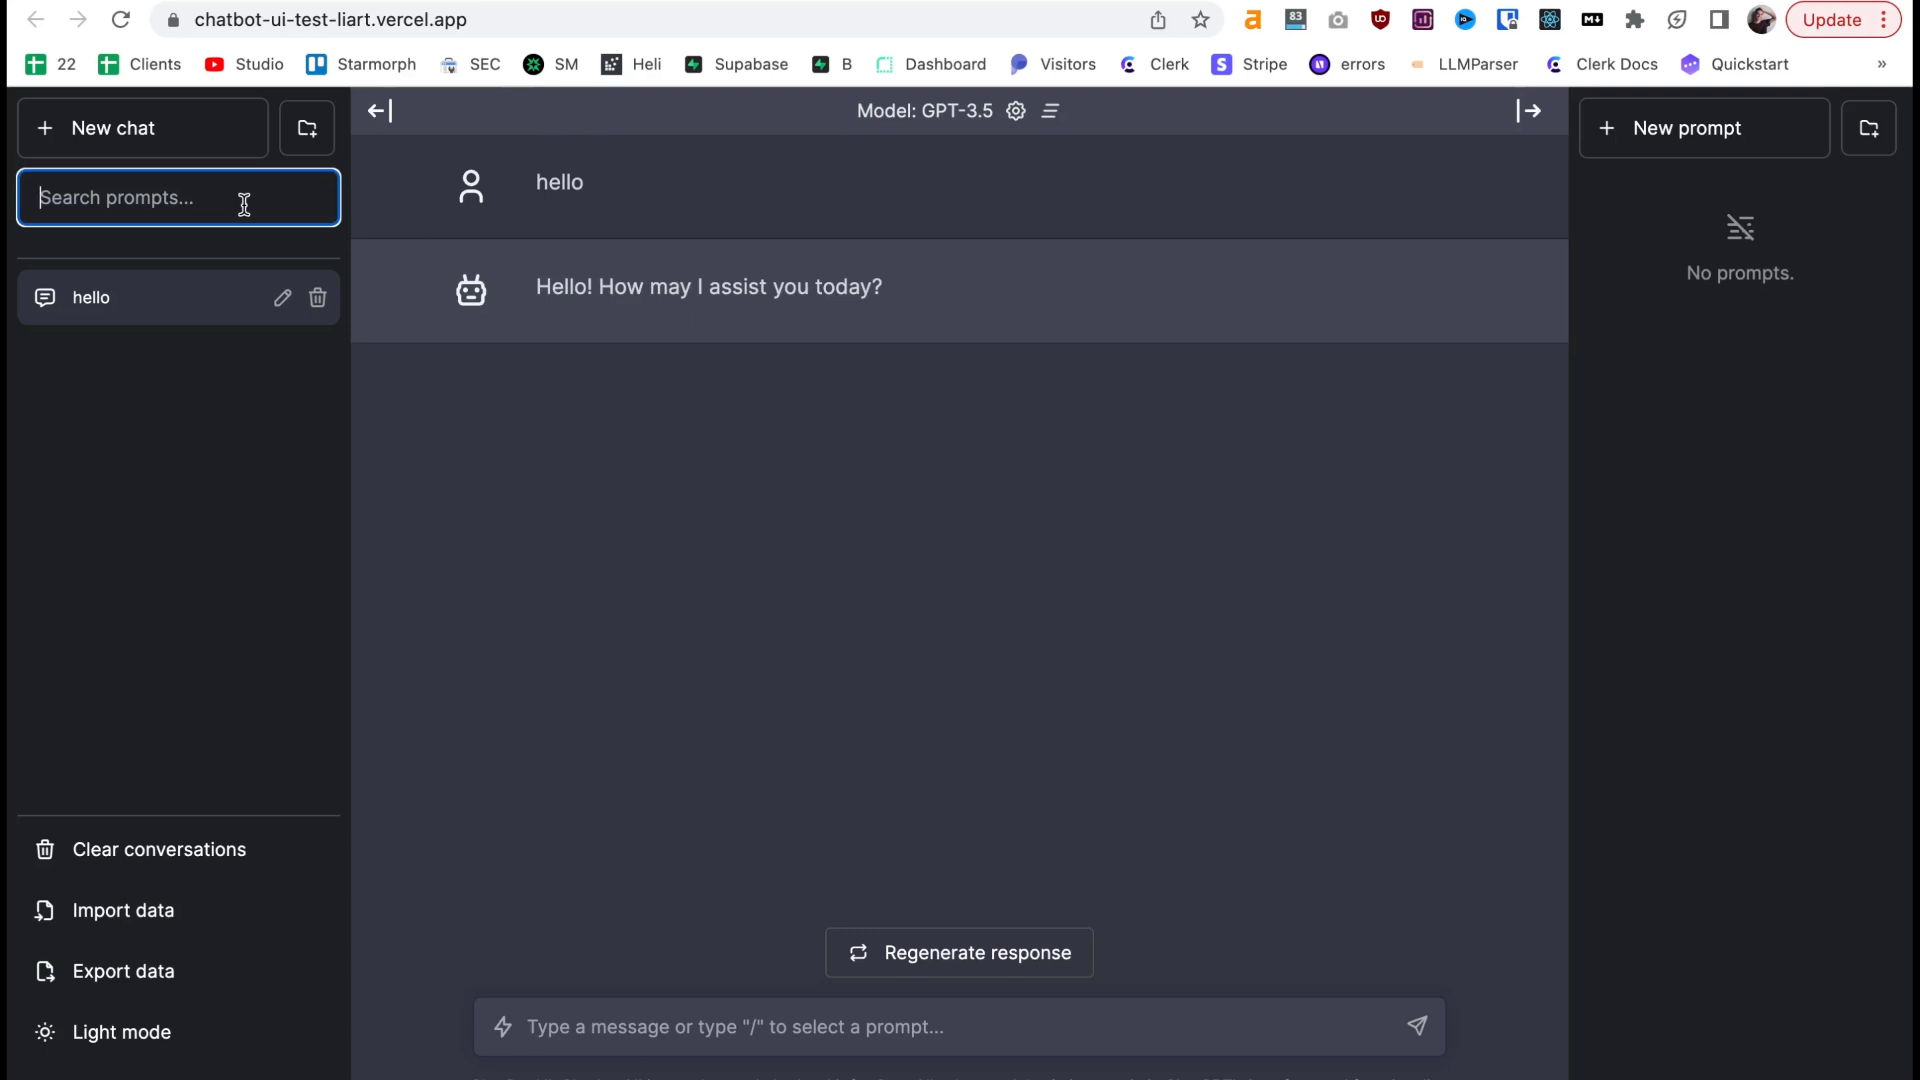 chatbot-ui-test-liart.vercel.app
83
Update
22 Clients Studio Starmorph SEC SM Heli Supabase B Dashboard Visitors Clerk Stripe errors LLMParser Clerk Docs Quickstart »
+ New chat
Model: GPT-3.5
+ New prompt
Search prompts...
hello
Hello! How may I assist you today?
No prompts.
hello
Clear conversations
Import data
Export data
Light mode
Regenerate response
Type a message or type "/" to select a prompt...